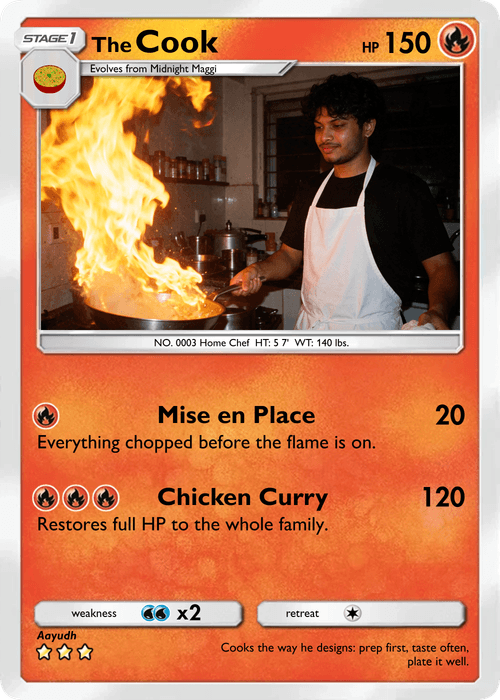 STAGE 1
The Cook
HP 150
Evolves from Midnight Maggi
NO. 0003 Home Chef HT: 5 7' WT: 140 lbs.
Mise en Place 20
Everything chopped before the flame is on.
Chicken Curry 120
Restores full HP to the whole family.
weakness x2
retreat
Aayudh
Cooks the way he designs: prep first, taste often,
plate it well.